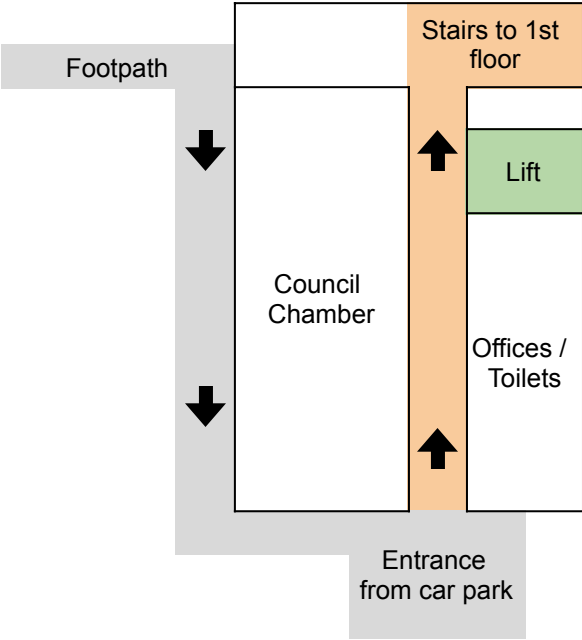 Stairs to 1st
floor
Footpath
Lift
Council
Chamber
Offices /
Toilets
Entrance
from car park